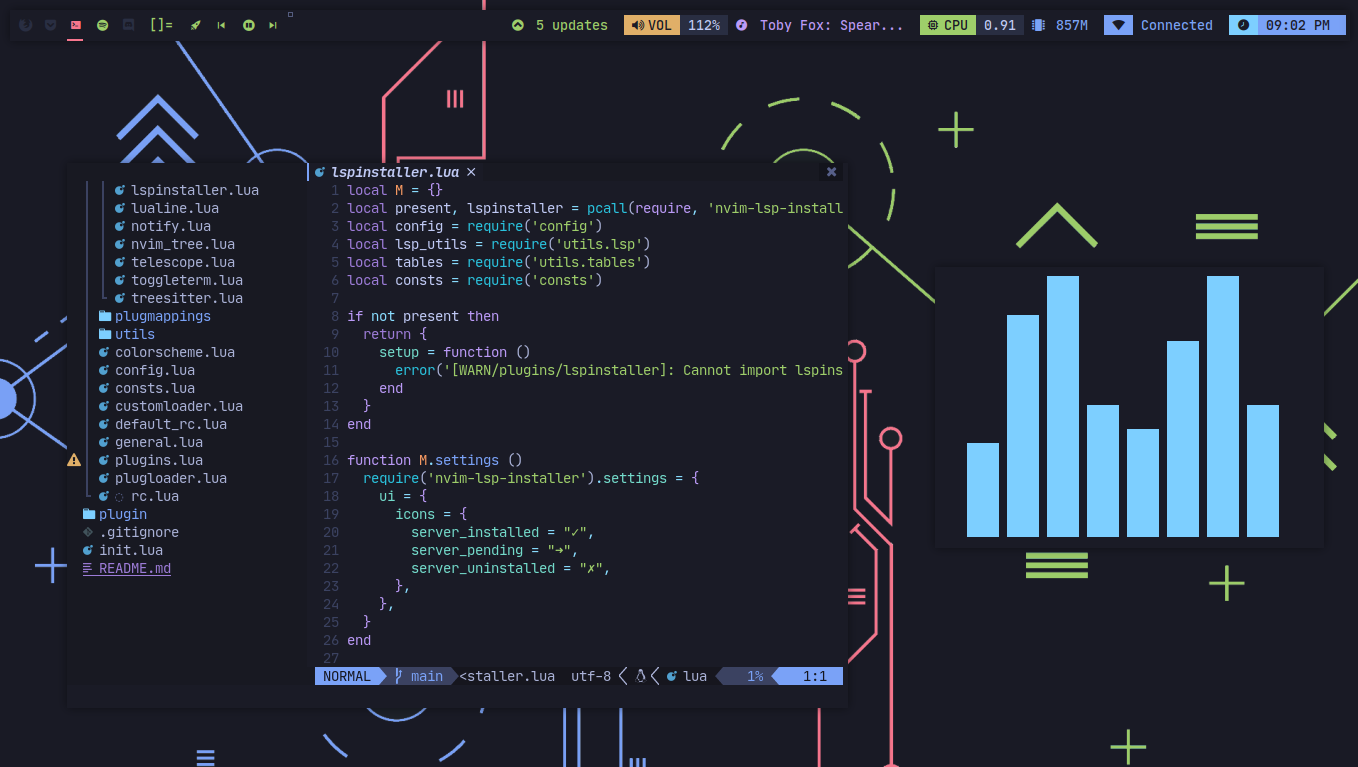 []= 5 updates VOL 112% Toby Fox: Spear... CPU 0.91 857M Connected 09:02 PM
lspinstaller.lua ×
lspinstaller.lua
lualine.lua
notify.lua
nvim_tree.lua
telescope.lua
toggleterm.lua
treesitter.lua
plugmappings
utils
colorscheme.lua
config.lua
consts.lua
customloader.lua
default_rc.lua
general.lua
plugins.lua
plugloader.lua
rc.lua
plugin
.gitignore
init.lua
README.md
1 local M = {}
2 local present, lspinstaller = pcall(require, 'nvim-lsp-install
3 local config = require('config')
4 local lsp_utils = require('utils.lsp')
5 local tables = require('utils.tables')
6 local consts = require('consts')
7
8 if not present then
9   return {
10     setup = function ()
11       error('[WARN/plugins/lspinstaller]: Cannot import lspins
12     end
13   }
14 end
15
16 function M.settings ()
17   require('nvim-lsp-installer').settings = {
18     ui = {
19       icons = {
20         server_installed = "✓",
21         server_pending = "➜",
22         server_uninstalled = "✗",
23       },
24     },
25   }
26 end
27
NORMAL main <staller.lua utf-8 lua 1% 1:1